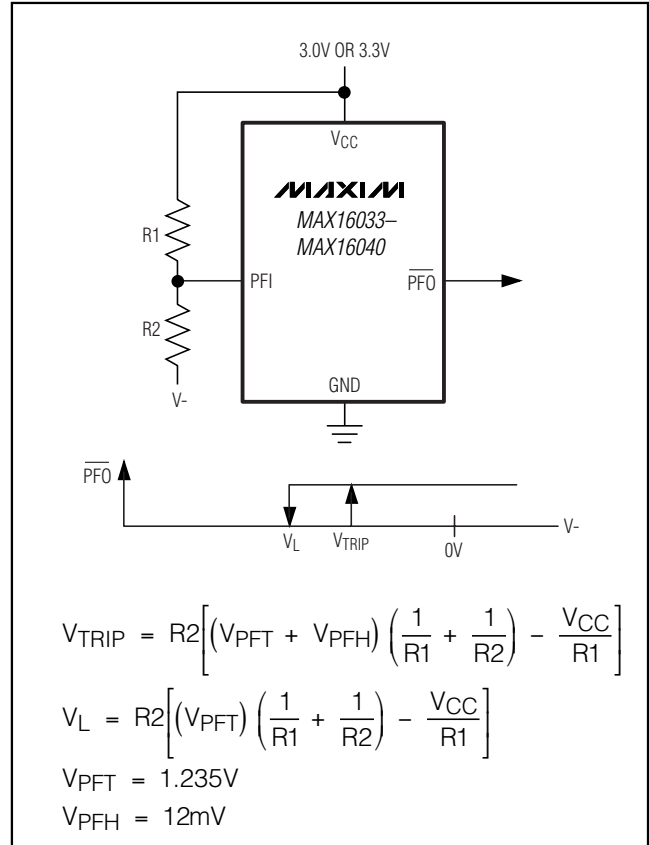 3.0V OR 3.3V
VCC
MAXIM
MAX16033–
MAX16040
R1
PFI
PFO
R2
V-
GND
PFO
VL VTRIP 0V V-
VTRIP = R2[(VPFT + VPFH) (1/R1 + 1/R2) − VCC/R1]
VL = R2[(VPFT) (1/R1 + 1/R2) − VCC/R1]
VPFT = 1.235V
VPFH = 12mV